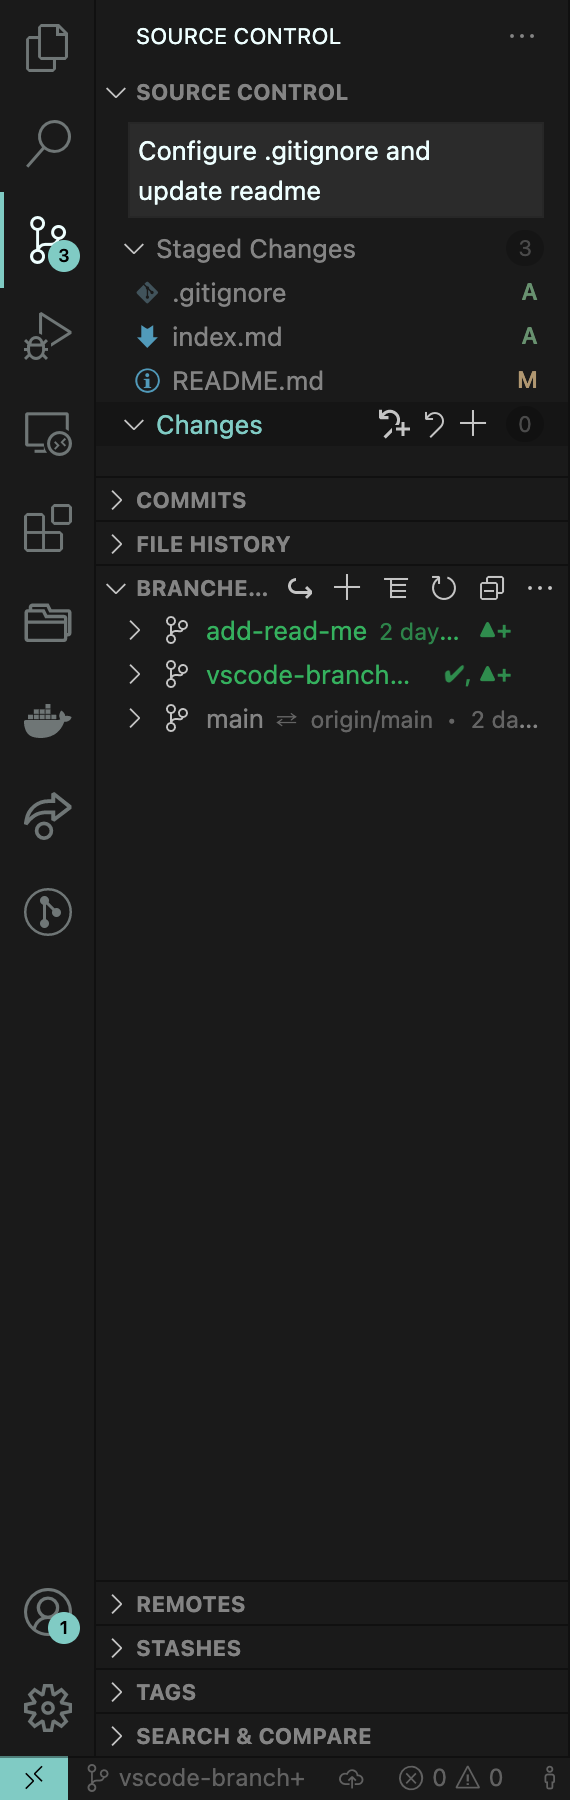 SOURCE CONTROL
SOURCE CONTROL
Configure .gitignore and
update readme
Staged Changes 3
.gitignore A
index.md A
README.md M
Changes 0
COMMITS
FILE HISTORY
BRANCHE...
add-read-me 2 day...
vscode-branch...
main origin/main • 2 da...
3
1
REMOTES
STASHES
TAGS
SEARCH & COMPARE
vscode-branch+ 0 0